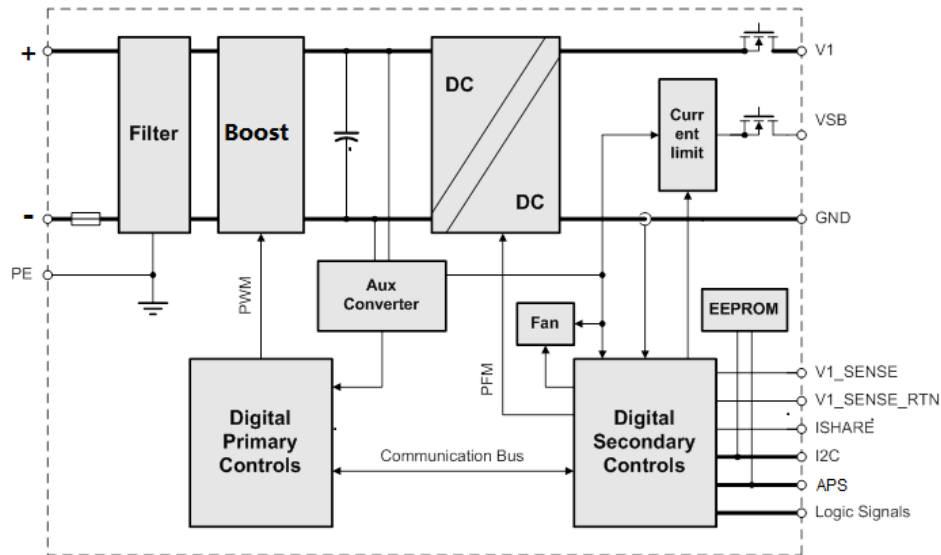 +
V1
DC
Filter
Boost
Curr
ent
limit
VSB
DC
-
GND
PE
PWM
Aux
Converter
EEPROM
Fan
PFM
V1_SENSE
V1_SENSE_RTN
Digital
Primary
Controls
Digital
Secondary
Controls
ISHARE
Communication Bus
I2C
APS
Logic Signals